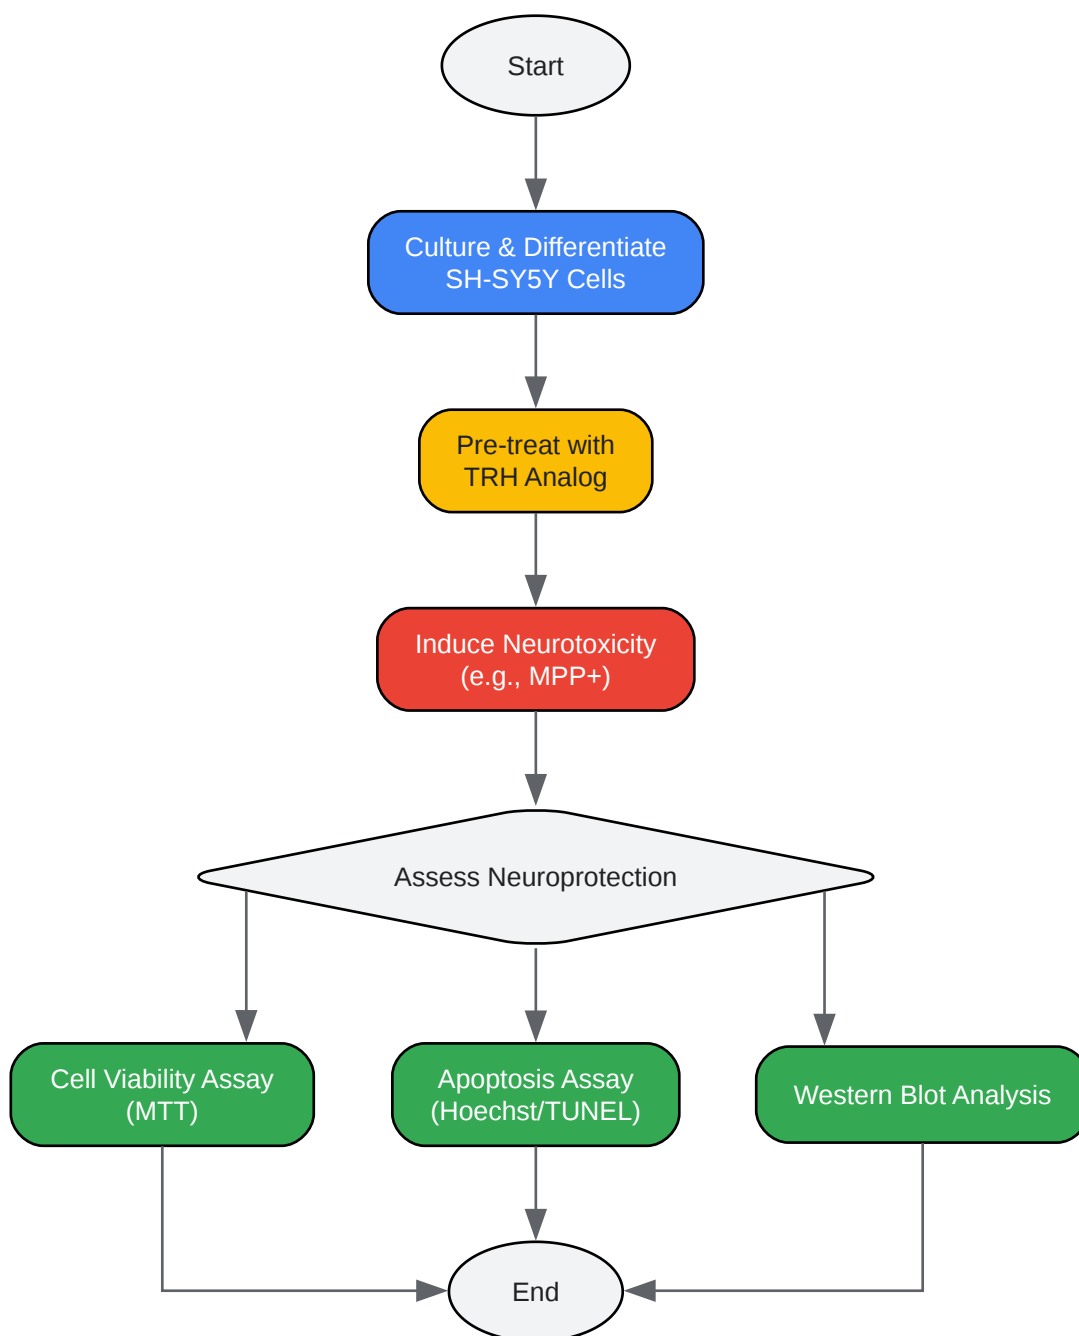 Start
Culture & Differentiate
SH-SY5Y Cells
Pre-treat with
TRH Analog
Induce Neurotoxicity
(e.g., MPP+)
Assess Neuroprotection
Cell Viability Assay
(MTT)
Apoptosis Assay
(Hoechst/TUNEL)
Western Blot Analysis
End